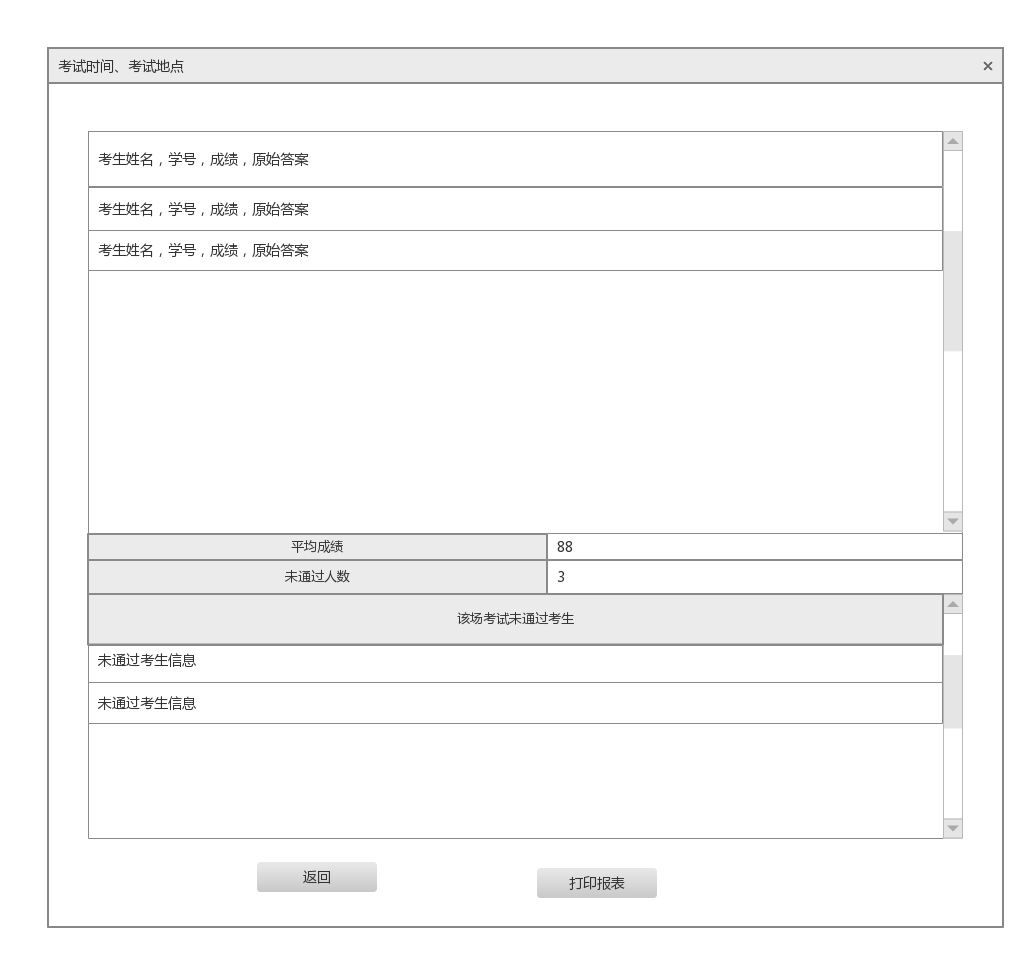 考试时间、考试地点
×
考生姓名，学号，成绩，原始答案
考生姓名，学号，成绩，原始答案
考生姓名，学号，成绩，原始答案
平均成绩 88
未通过人数 3
该场考试未通过考生
未通过考生信息
未通过考生信息
返回
打印报表